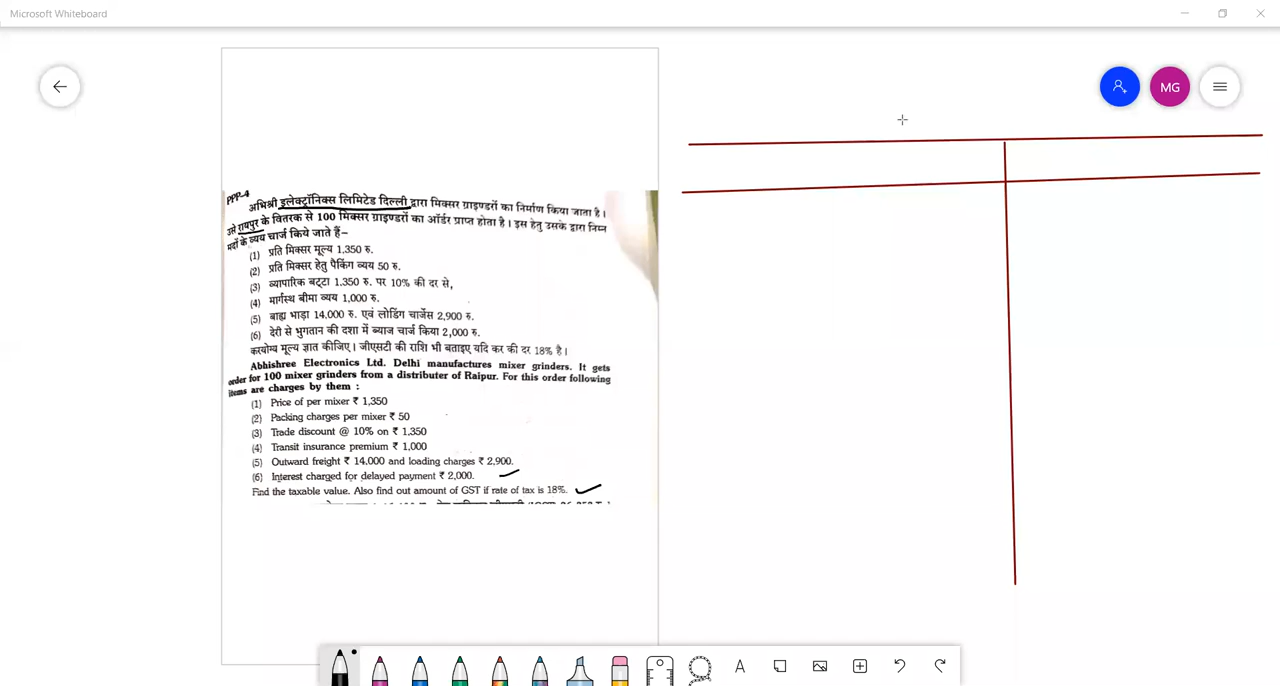 Microsoft Whiteboard
MG
PPP-4
अभिश्री इलेक्ट्रॉनिक्स लिमिटेड दिल्ली द्वारा मिक्सर ग्राइण्डरों का निर्माण किया जाता है।
उसे रायपुर के वितरक से 100 मिक्सर ग्राइण्डरों का ऑर्डर प्राप्त होता है। इस हेतु उसके द्वारा निम्न
मदों के व्यय चार्ज किये जाते हैं–
(1) प्रति मिक्सर मूल्य 1,350 रु.
(2) प्रति मिक्सर हेतु पैकिंग व्यय 50 रु.
(3) व्यापारिक बट्टा 1.350 रु. पर 10% की दर से,
(4) मार्गस्थ बीमा व्यय 1,000 रु.
(5) बाह्य भाड़ा 14.000 रु. एवं लोडिंग चार्जेस 2,900 रु.
(6) देरी से भुगतान की दशा में ब्याज चार्ज किया 2,000 रु.
करयोग्य मूल्य ज्ञात कीजिए। जीएसटी की राशि भी बताइए यदि कर की दर 18% है।
Abhishree Electronics Ltd. Delhi manufactures mixer grinders. It gets
order for 100 mixer grinders from a distributer of Raipur. For this order following
items are charges by them :
(1) Price of per mixer ₹ 1,350
(2) Packing charges per mixer ₹ 50
(3) Trade discount @ 10% on ₹ 1,350
(4) Transit insurance premium ₹ 1,000
(5) Outward freight ₹ 14,000 and loading charges ₹ 2,900.
(6) Interest charged for delayed payment ₹ 2,000.
Find the taxable value. Also find out amount of GST if rate of tax is 18%.